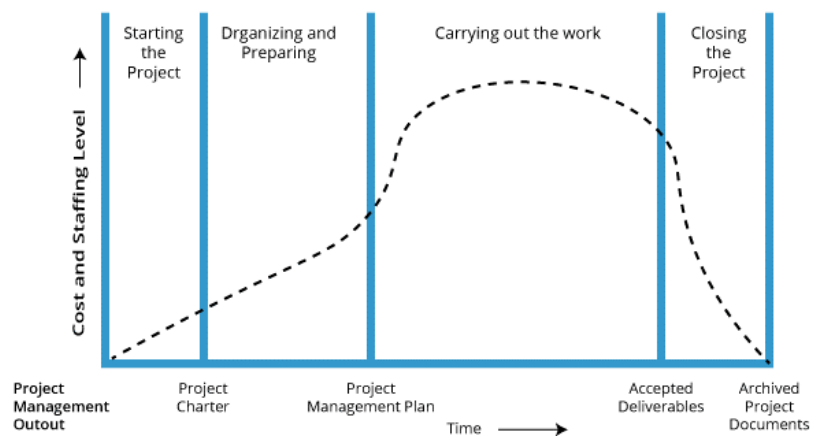 Starting
the
Project
Drganizing and
Preparing
Carrying out the work
Closing
the
Project
Cost and Staffing Level
Project
Management
Outout
Project
Charter
Project
Management Plan
Time
Accepted
Deliverables
Archived
Project
Documents